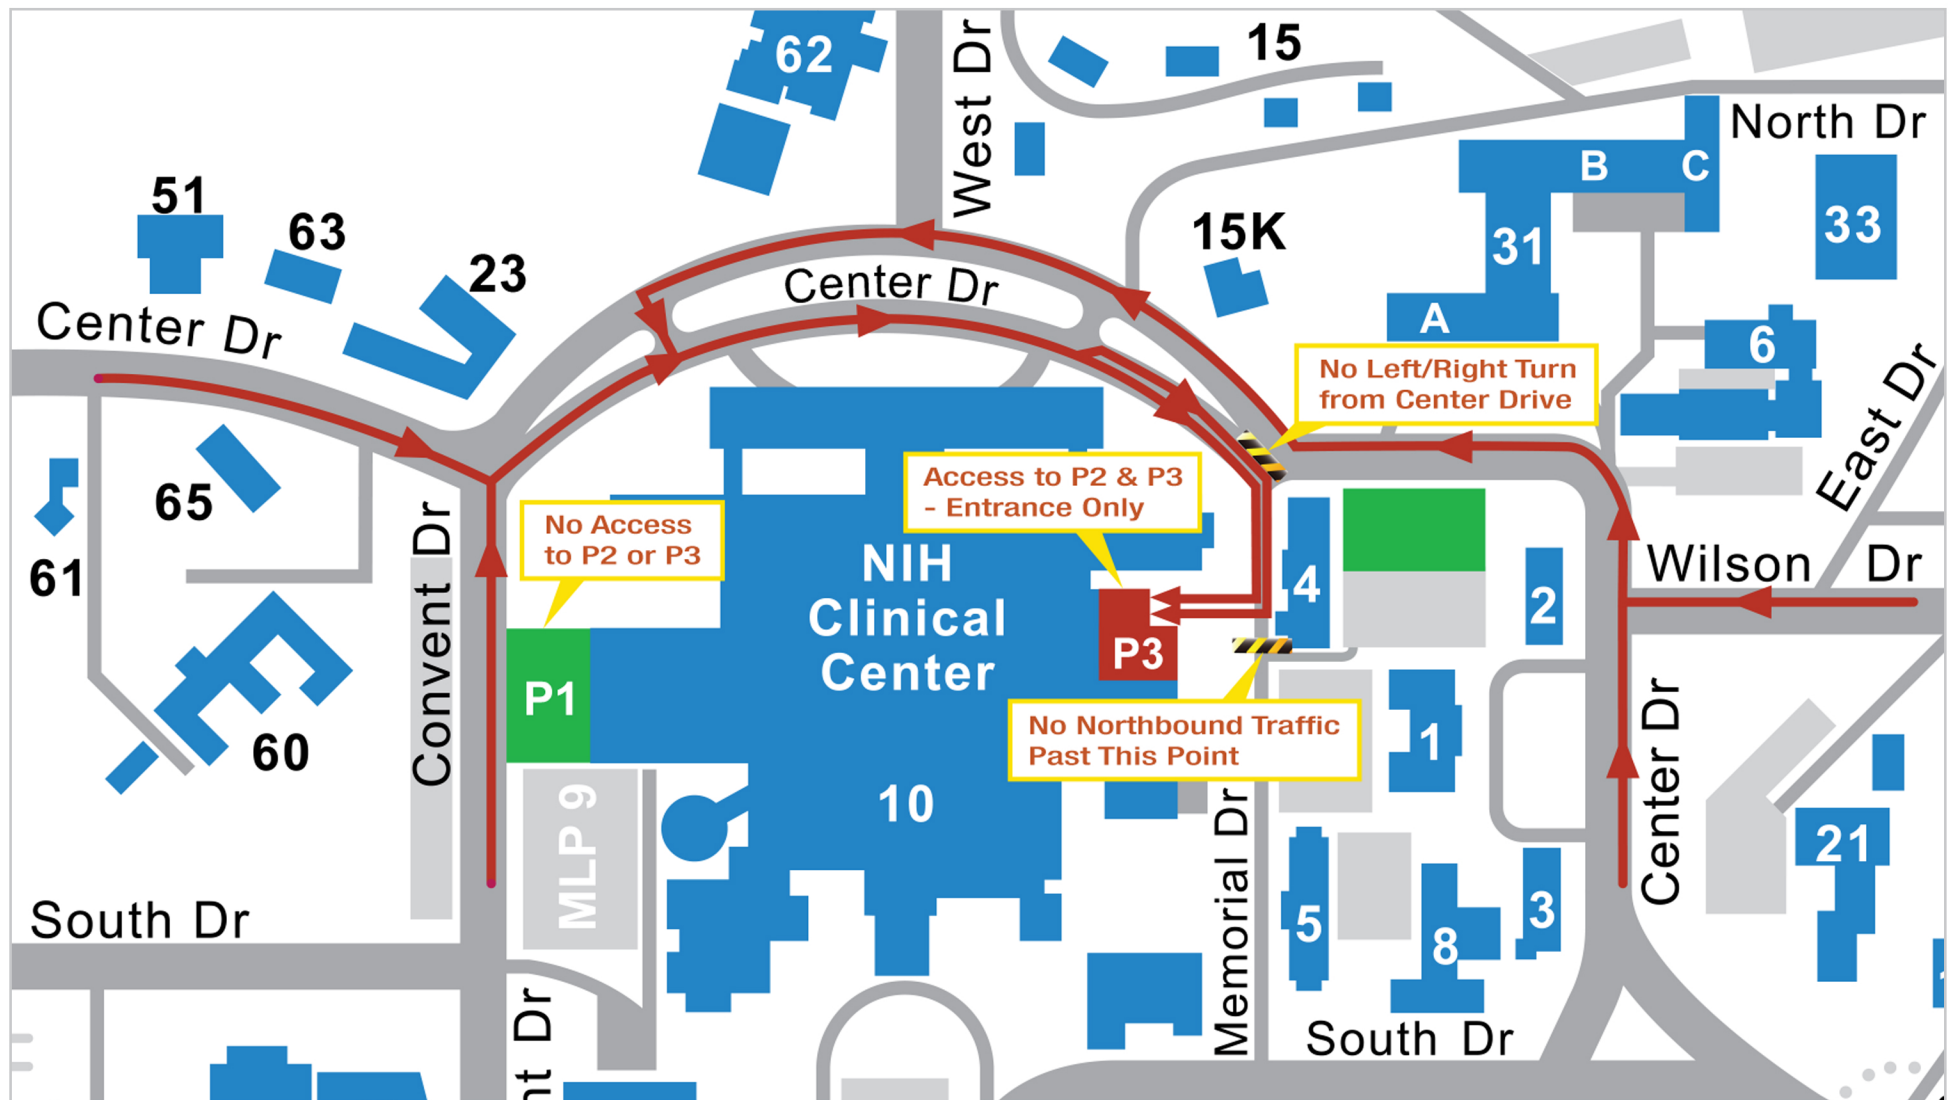 62
West Dr
15
North Dr
B
C
51
63
15K
31
33
23
Center Dr
Center Dr
A
6
No Left/Right Turn
from Center Drive
East Dr
65
Access to P2 & P3
- Entrance Only
No Access
to P2 or P3
Convent Dr
61
NIH
Clinical
Center
4
2
Wilson Dr
P3
P1
60
No Northbound Traffic
Past This Point
1
Center Dr
MLP 9
10
Memorial Dr
21
South Dr
5
8
3
South Dr
nt Dr